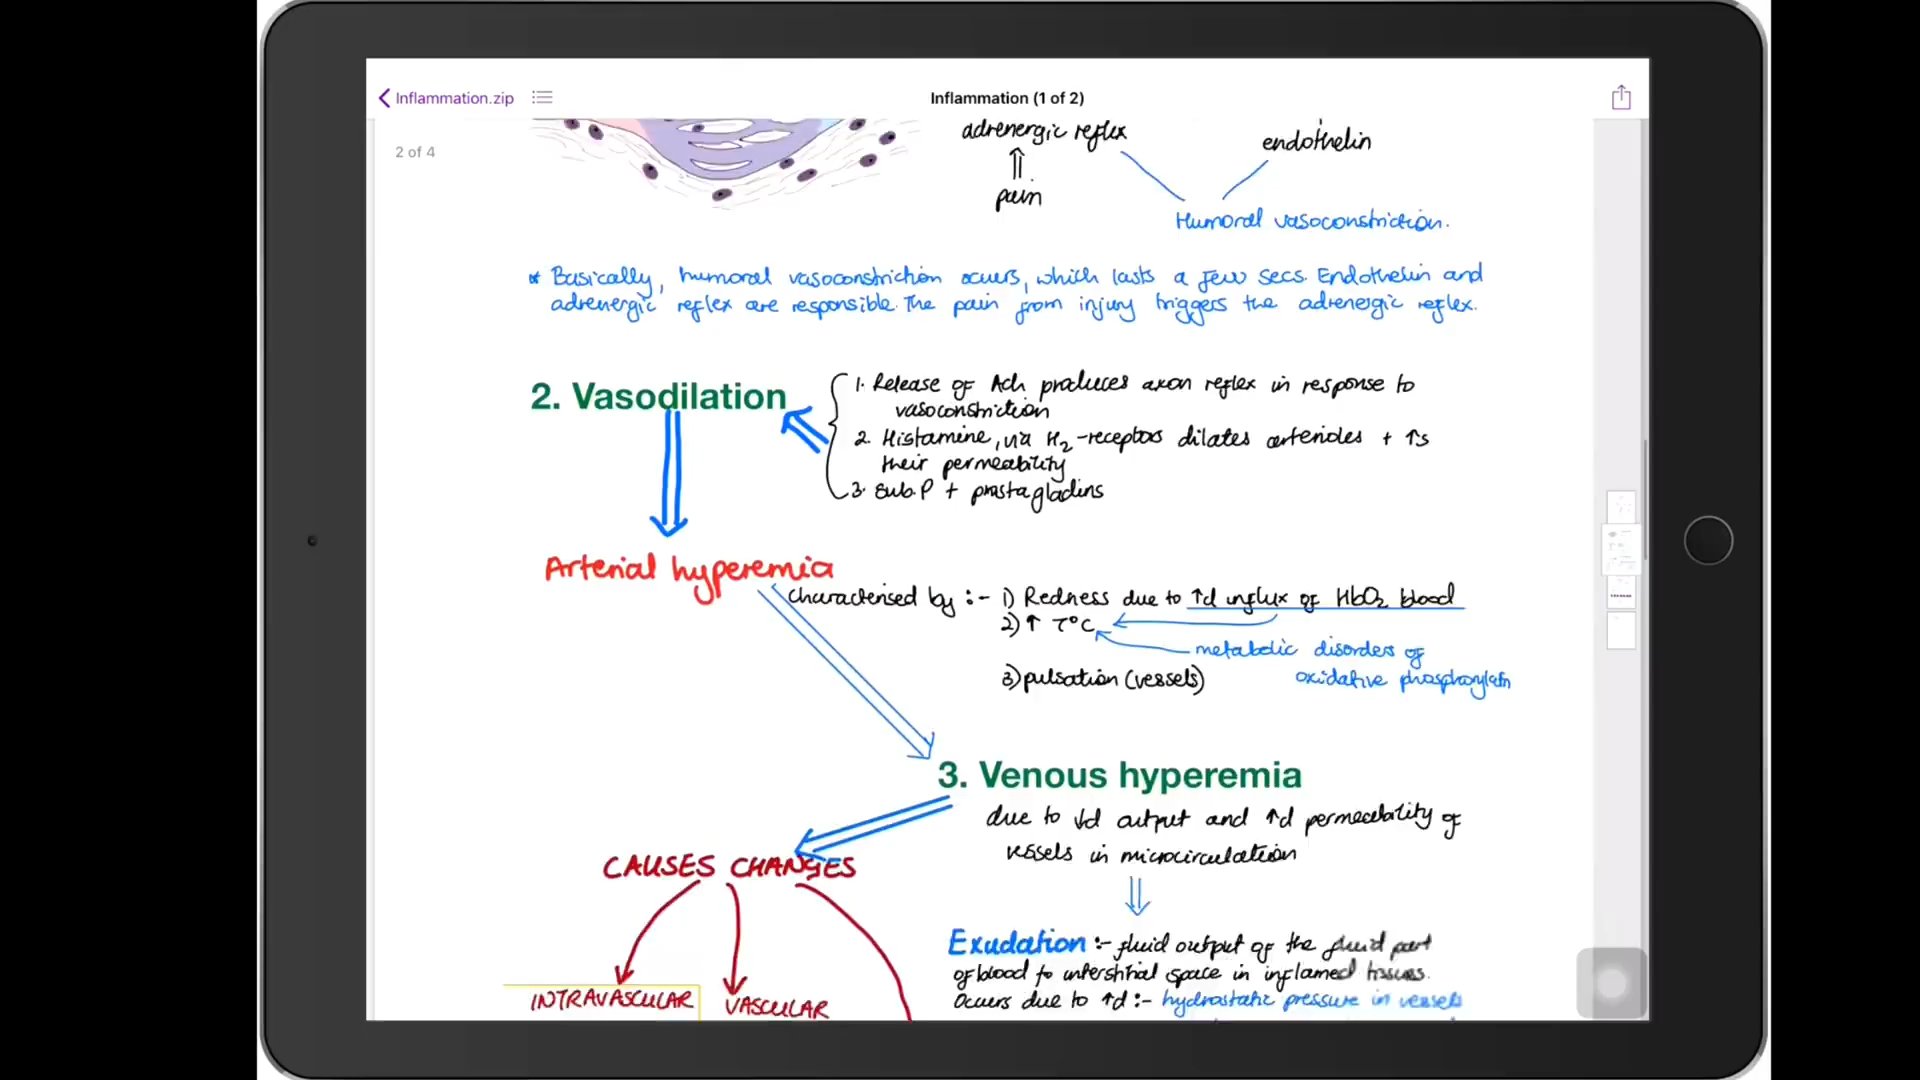 Inflammation.zip
Inflammation (1 of 2)
2 of 4
adrenergic reflex
endothelin
⇑
pain
Humoral vasoconstriction.
* Basically, humoral vasoconstriction occurs, which lasts a few secs. Endothelin and
adrenergic reflex are responsible. The pain from injury triggers the adrenergic reflex.
2. Vasodilation
1. Release of Ach produces axon reflex in response to
vasoconstriction
2. Histamine, via H2-receptors dilates arterioles + ↑s
their permeability
3. Sub.P + prostagladins
Arterial hyperemia
characterised by :- 1) Redness due to ↑d influx of HbO2 blood
2) ↑ T°C
metabolic disorders of
oxidative phosphorylatn
3) pulsation (vessels)
3. Venous hyperemia
due to ↓d output and ↑d permeability of
vessels in microcirculation
CAUSES CHANGES
Exudation :- fluid output of the fluid part
of blood to interstitial space in inflamed tissues.
Occurs due to ↑d :- hydrostatic pressure in vessels
INTRAVASCULAR
VASCULAR